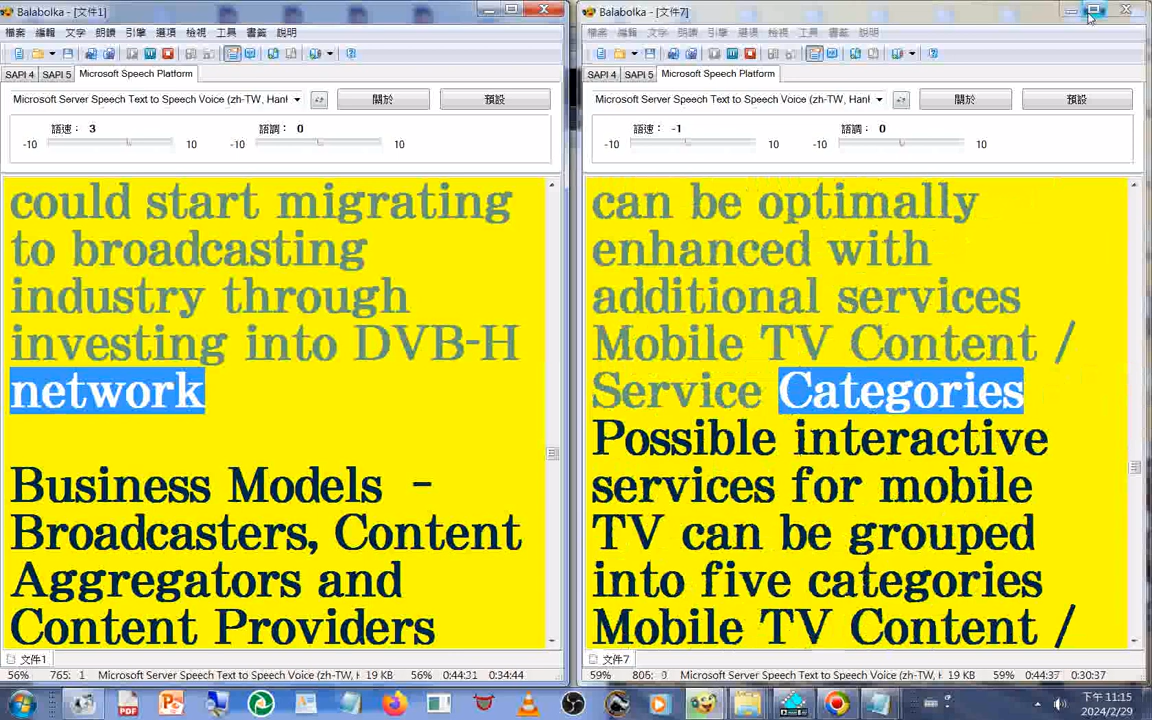 Balabolka - [文件1]
檔案 編輯 文字 朗讀 引擎 選項 檢視 工具 書籤 說明
SAPI 4 SAPI 5 Microsoft Speech Platform
Microsoft Server Speech Text to Speech Voice (zh-TW, Hanl
關於 預設
語速： 3 語調： 0
-10 10 -10 10
could start migrating
to broadcasting
industry through
investing into DVB-H
network
Business Models -
Broadcasters, Content
Aggregators and
Content Providers
文件1
56% 765: 1 Microsoft Server Speech Text to Speech Voice (zh-TW, H 19 KB 56% 0:44:31 0:34:44
Balabolka - [文件7]
檔案 編輯 文字 朗讀 引擎 選項 檢視 工具 書籤 說明
SAPI 4 SAPI 5 Microsoft Speech Platform
Microsoft Server Speech Text to Speech Voice (zh-TW, Hanl
關於 預設
語速： -1 語調： 0
-10 10 -10 10
can be optimally
enhanced with
additional services
Mobile TV Content /
Service Categories
Possible interactive
services for mobile
TV can be grouped
into five categories
Mobile TV Content /
文件7
59% 806: 0 Microsoft Server Speech Text to Speech Voice (zh-TW, H 19 KB 59% 0:44:37 0:30:37
下午 11:15
2024/2/29